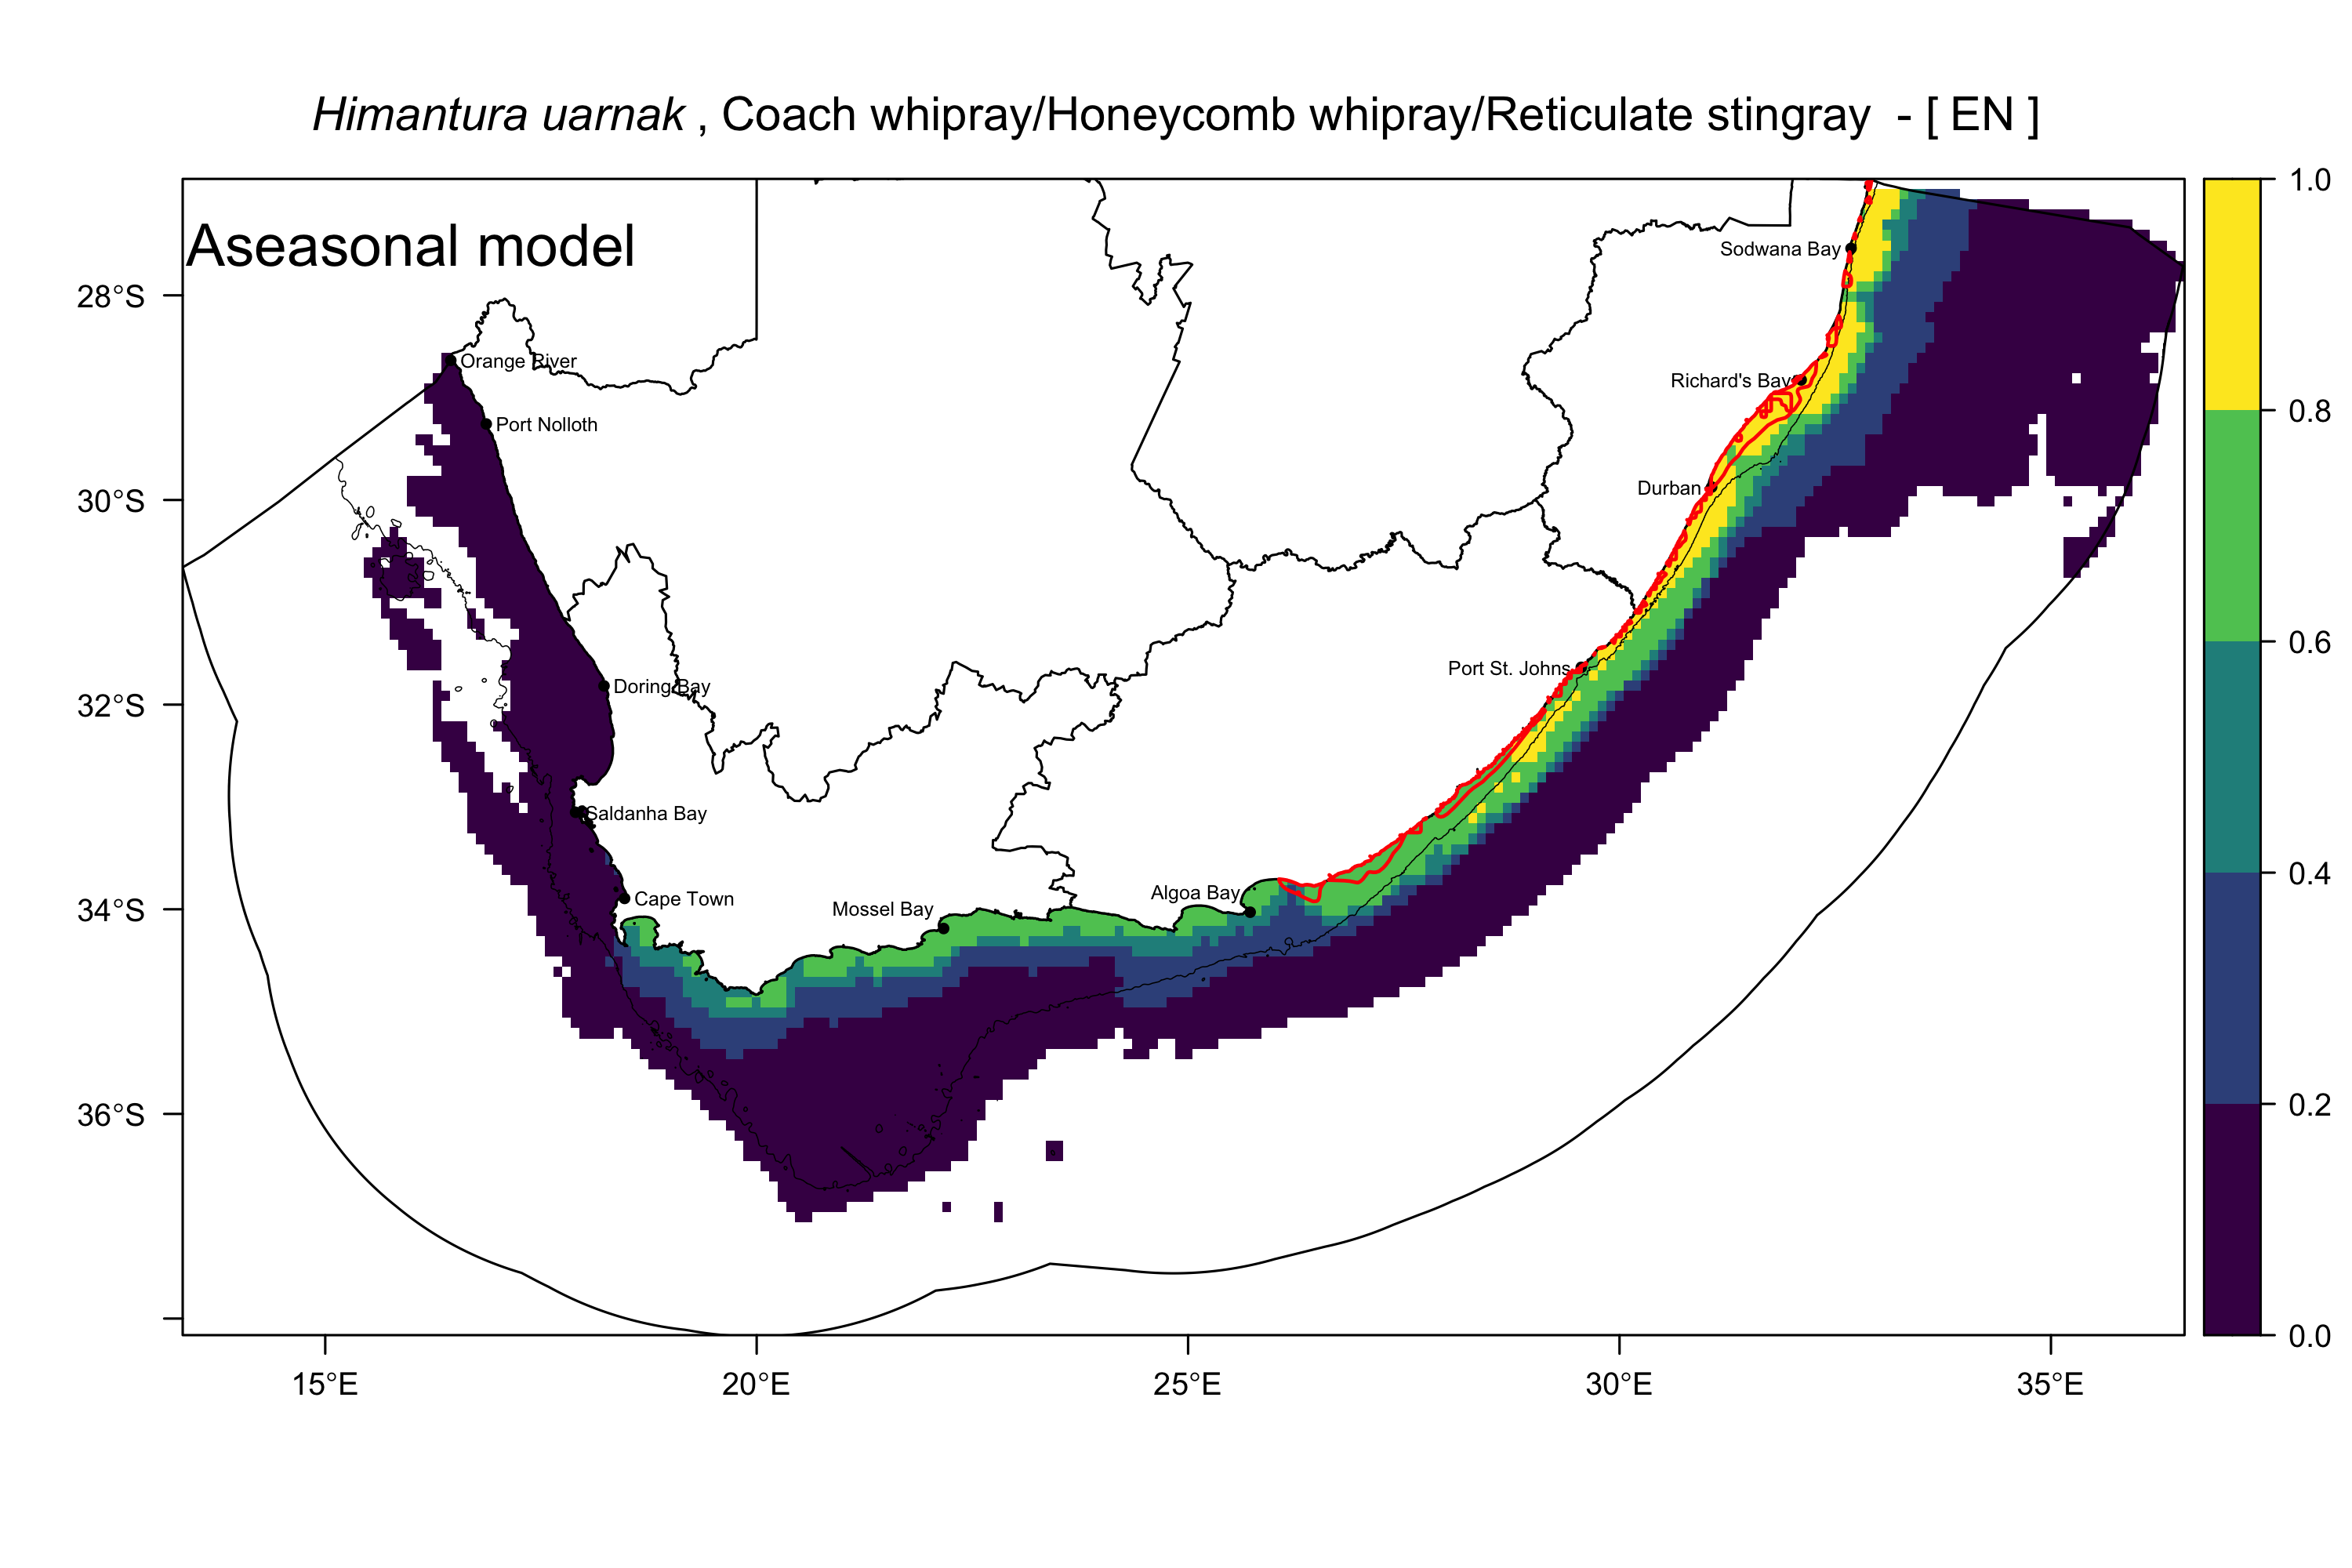 Himantura uarnak , Coach whipray/Honeycomb whipray/Reticulate stingray - [ EN ]
Aseasonal model
1.0
0.8
0.6
0.4
0.2
0.0
28°S
30°S
32°S
34°S
36°S
Sodwana Bay
Orange River
Richard's Bay
Port Nolloth
Durban
Port St. Johns
Doring Bay
Saldanha Bay
Algoa Bay
Cape Town
Mossel Bay
15°E
20°E
25°E
30°E
35°E